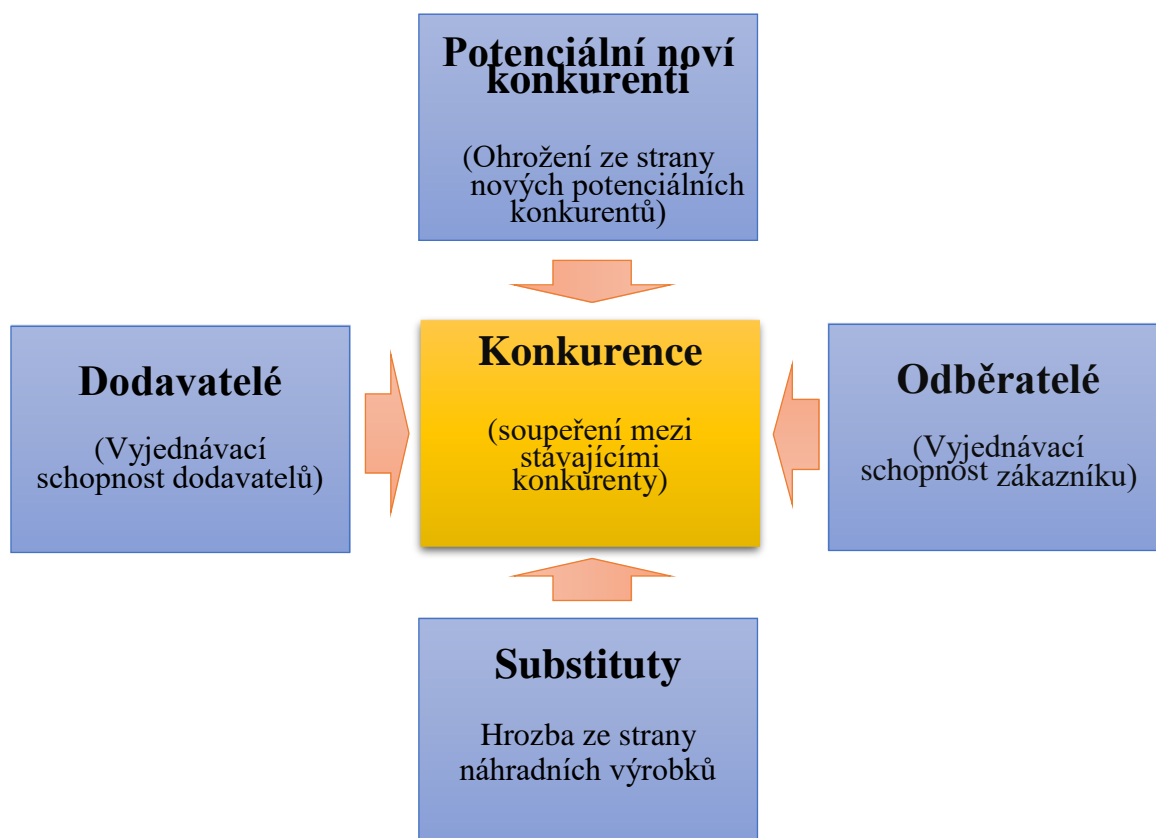 Potenciální noví
konkurenti
(Ohrožení ze strany
nových potenciálních
konkurentů)
Dodavatelé
(Vyjednávací
schopnost dodavatelů)
Konkurence
(soupeření mezi
stávajícími
konkurenty)
Odběratelé
(Vyjednávací
schopnost zákazníku)
Substituty
Hrozba ze strany
náhradních výrobků